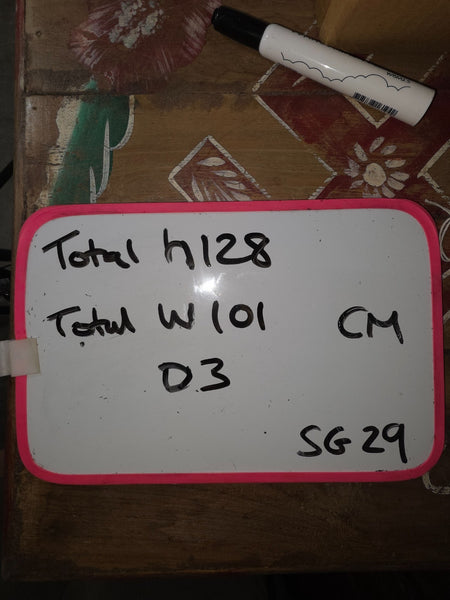 Total h128
Total W101 CM
D3
SG29